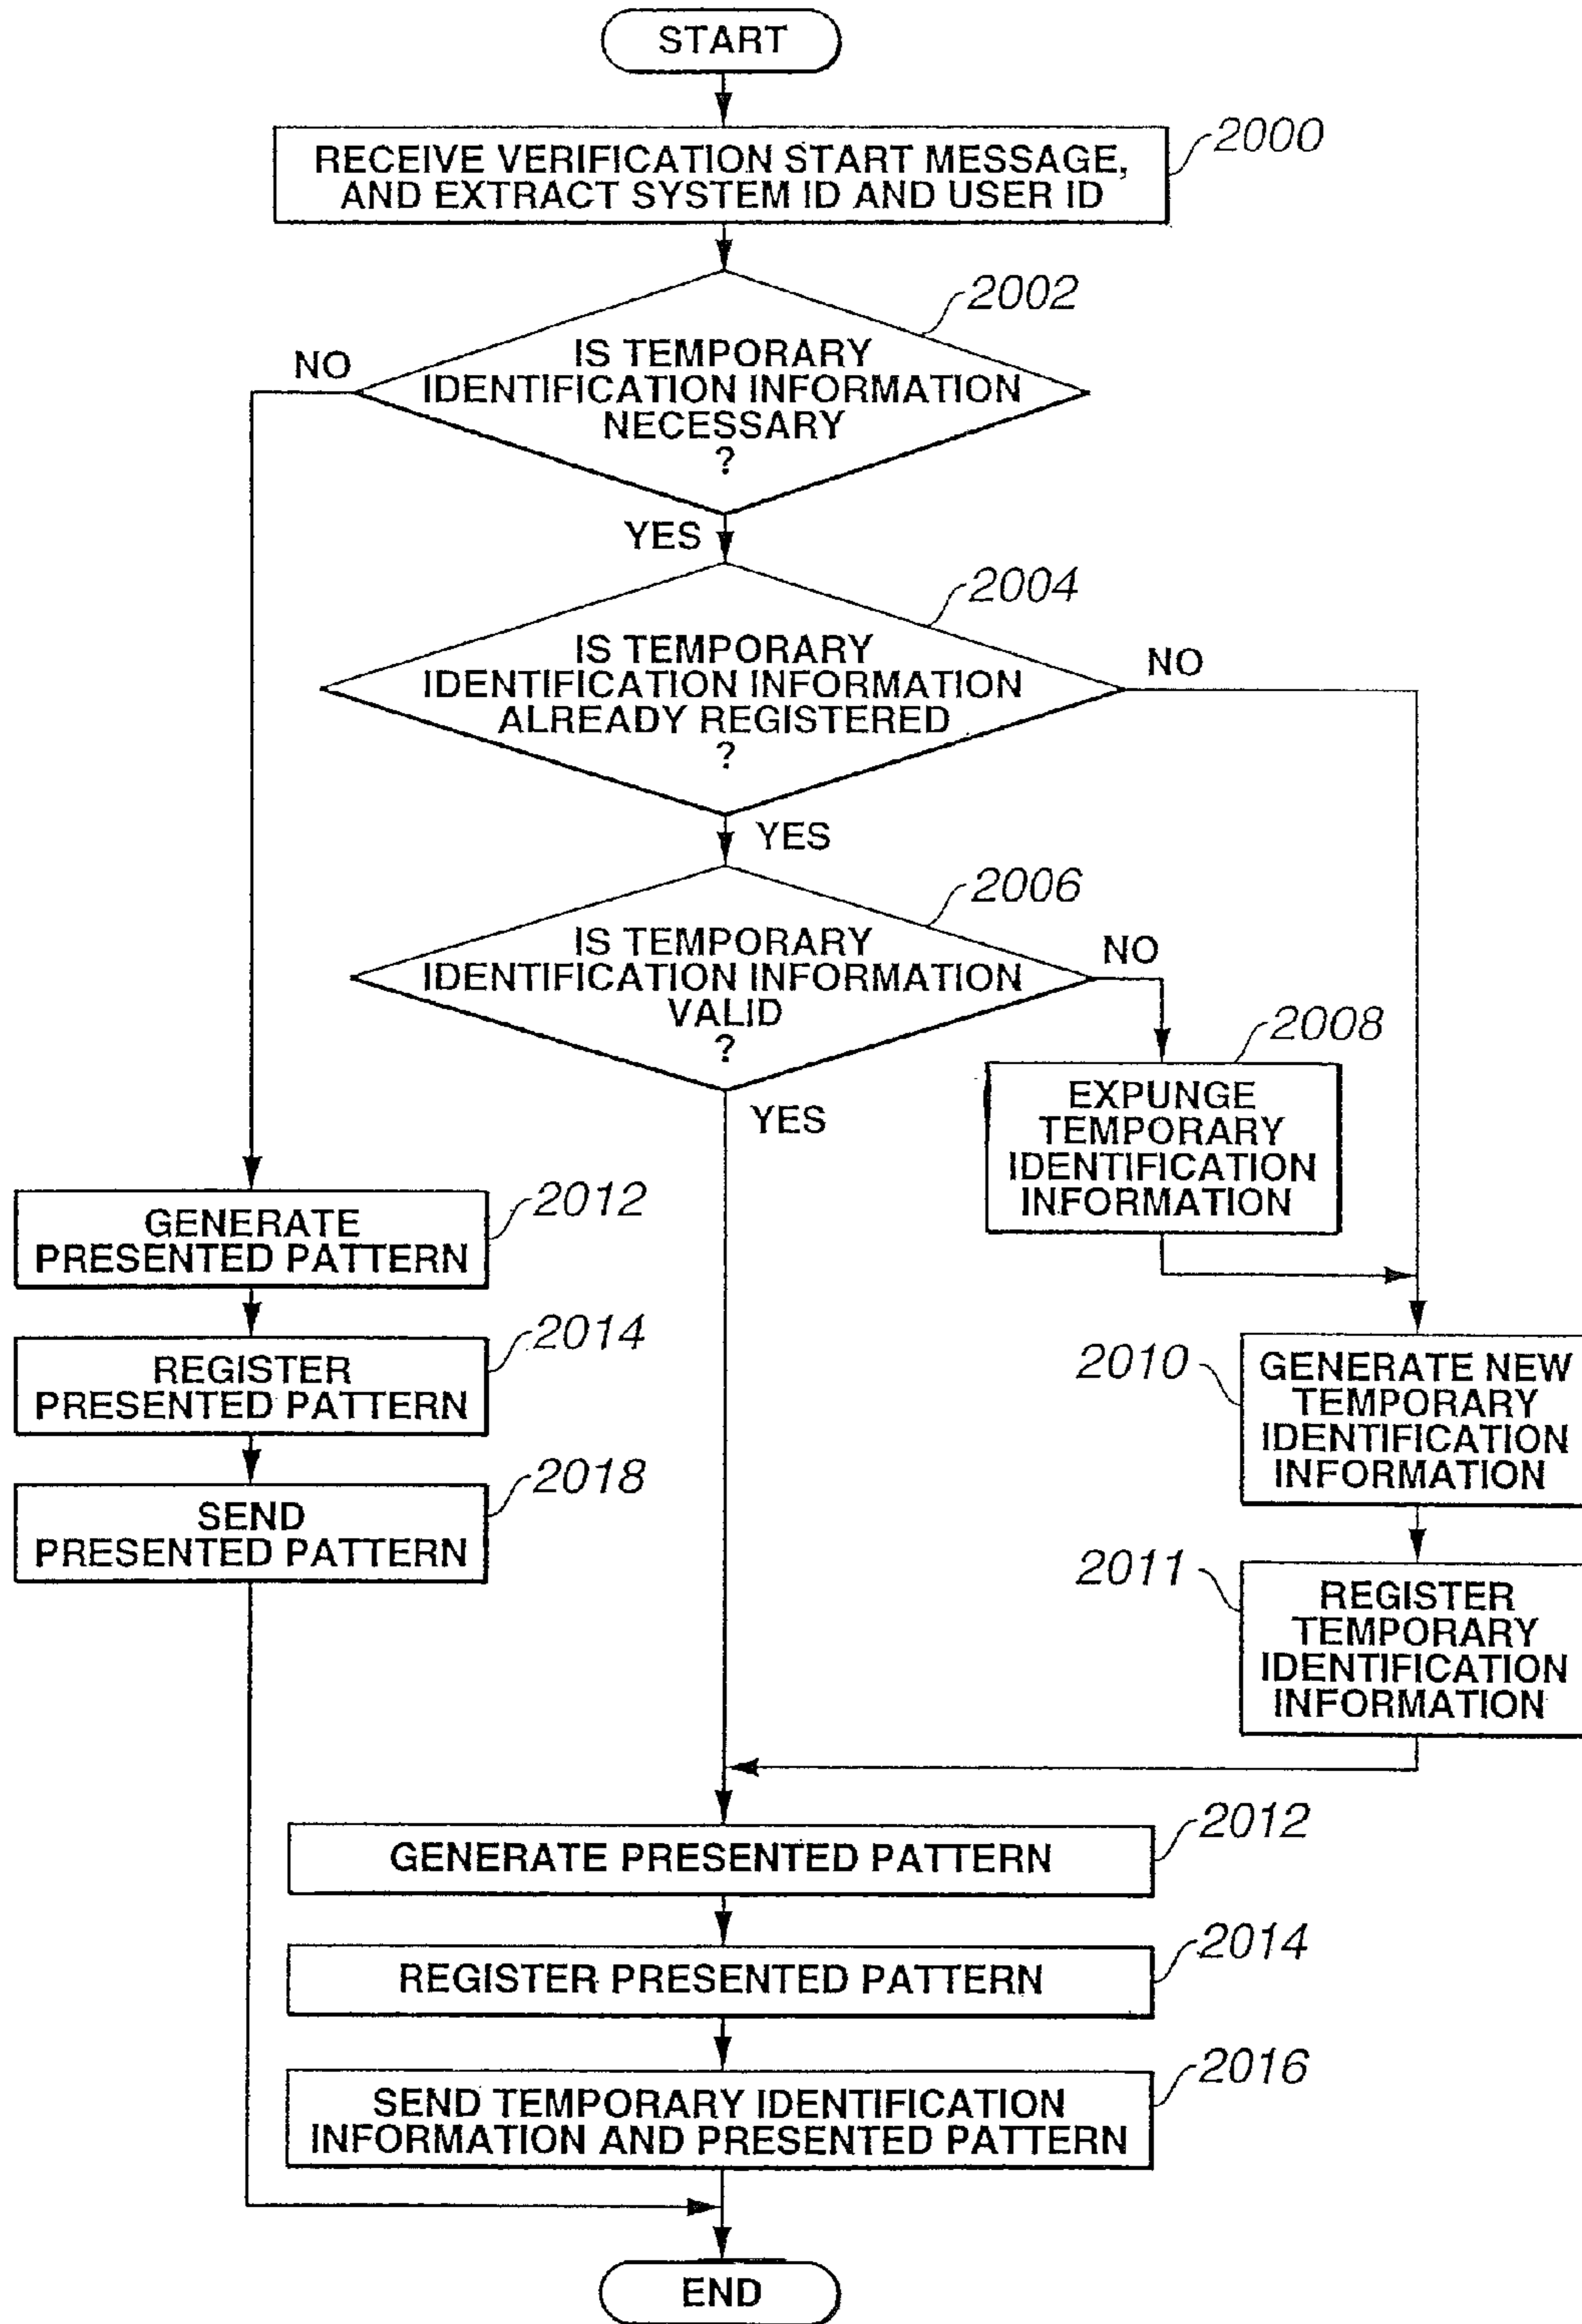 START
RECEIVE VERIFICATION START MESSAGE,
AND EXTRACT SYSTEM ID AND USER ID
2000
2002
IS TEMPORARY
IDENTIFICATION INFORMATION
NECESSARY
?
NO
YES
2004
IS TEMPORARY
IDENTIFICATION INFORMATION
ALREADY REGISTERED
?
NO
YES
2006
IS TEMPORARY
IDENTIFICATION INFORMATION
VALID
?
NO
YES
2008
EXPUNGE
TEMPORARY
IDENTIFICATION
INFORMATION
2012
GENERATE
PRESENTED PATTERN
2014
REGISTER
PRESENTED PATTERN
2018
SEND
PRESENTED PATTERN
2010
GENERATE NEW
TEMPORARY
IDENTIFICATION
INFORMATION
2011
REGISTER
TEMPORARY
IDENTIFICATION
INFORMATION
2012
GENERATE PRESENTED PATTERN
2014
REGISTER PRESENTED PATTERN
2016
SEND TEMPORARY IDENTIFICATION
INFORMATION AND PRESENTED PATTERN
END